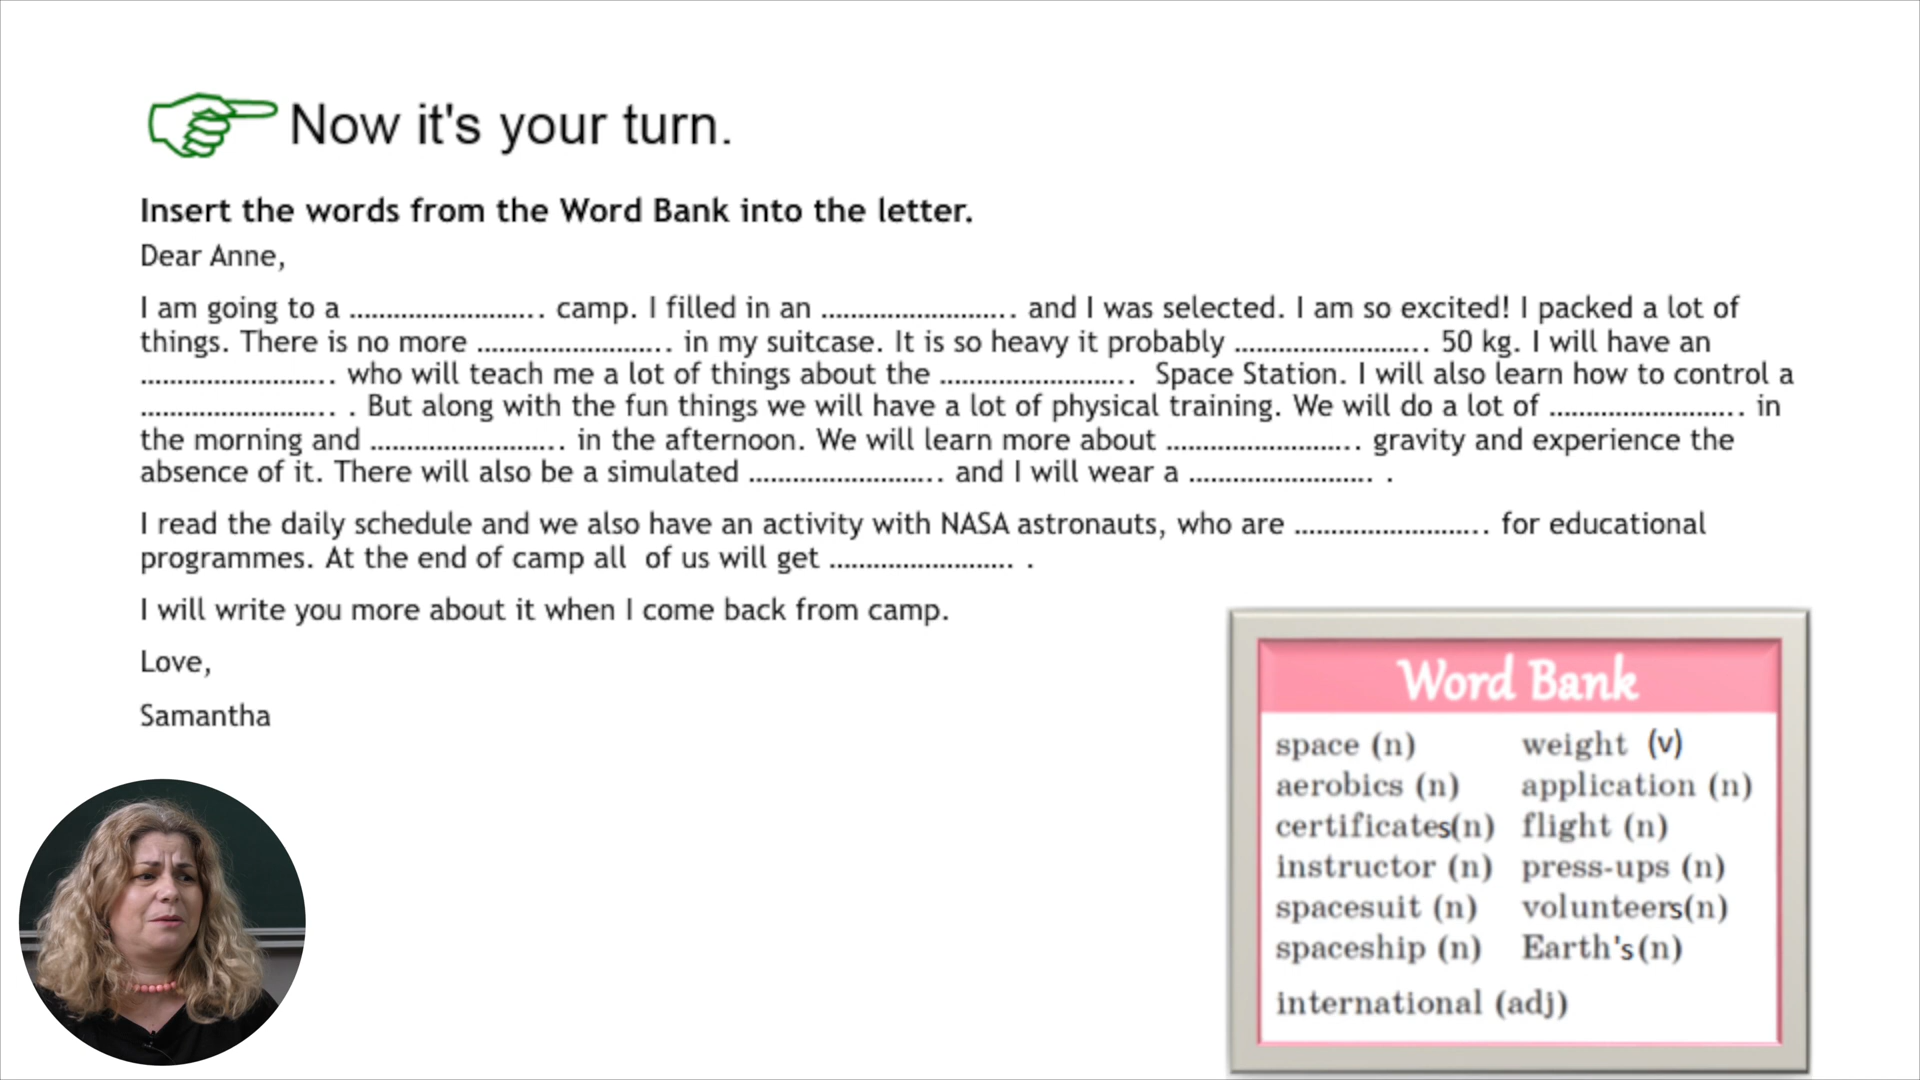 Now it's your turn.
Insert the words from the Word Bank into the letter.
Dear Anne,
I am going to a ........................... camp. I filled in an ........................... and I was selected. I am so excited! I packed a lot of
things. There is no more ........................... in my suitcase. It is so heavy it probably ........................... 50 kg. I will have an
........................... who will teach me a lot of things about the ........................... Space Station. I will also learn how to control a
........................... . But along with the fun things we will have a lot of physical training. We will do a lot of ........................... in
the morning and ........................... in the afternoon. We will learn more about ........................... gravity and experience the
absence of it. There will also be a simulated ........................... and I will wear a ......................... .
I read the daily schedule and we also have an activity with NASA astronauts, who are ........................... for educational
programmes. At the end of camp all of us will get ......................... .
I will write you more about it when I come back from camp.
Love,
Samantha
Word Bank
space (n) weight (v)
aerobics (n) application (n)
certificates(n) flight (n)
instructor (n) press-ups (n)
spacesuit (n) volunteers(n)
spaceship (n) Earth's(n)
international (adj)